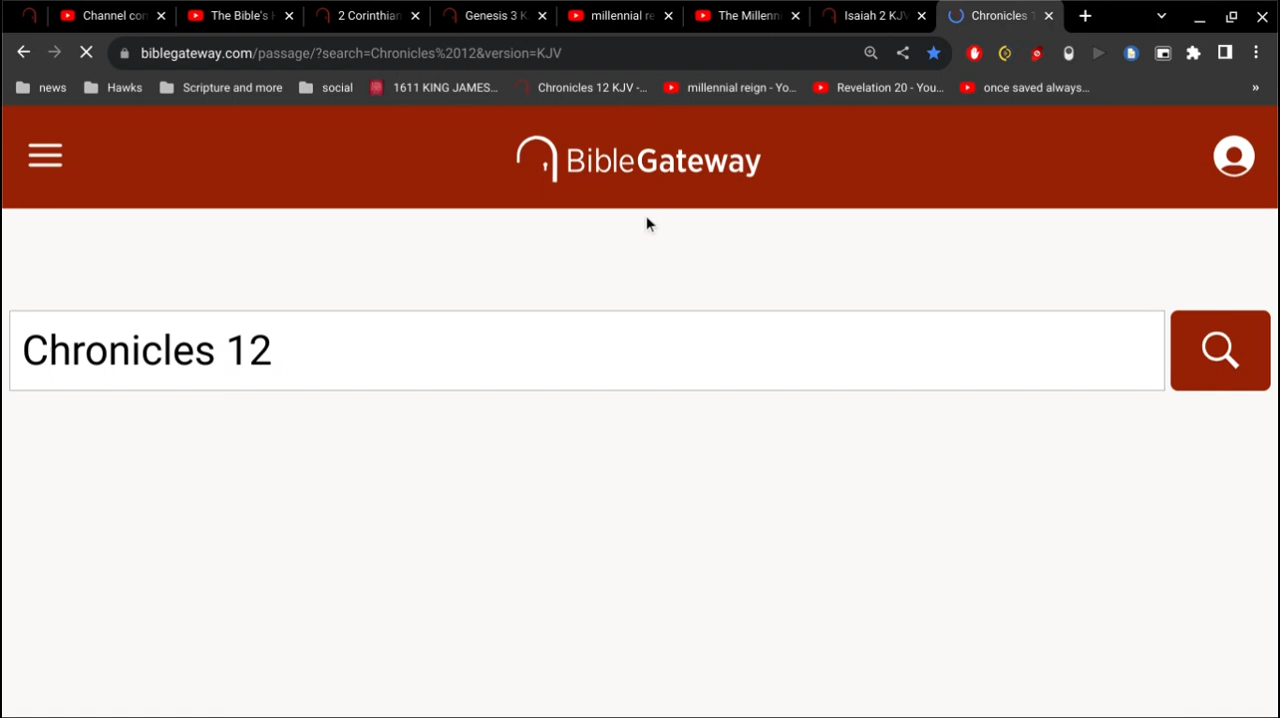 Channel con
The Bible's H
2 Corinthian
Genesis 3 K
millennial re
The Millenn
Isaiah 2 KJV
Chronicles 1
biblegateway.com/passage/?search=Chronicles%2012&version=KJV
news
Hawks
Scripture and more
social
1611 KING JAMES...
Chronicles 12 KJV -...
millennial reign - Yo...
Revelation 20 - You...
once saved always...
»
BibleGateway
Chronicles 12